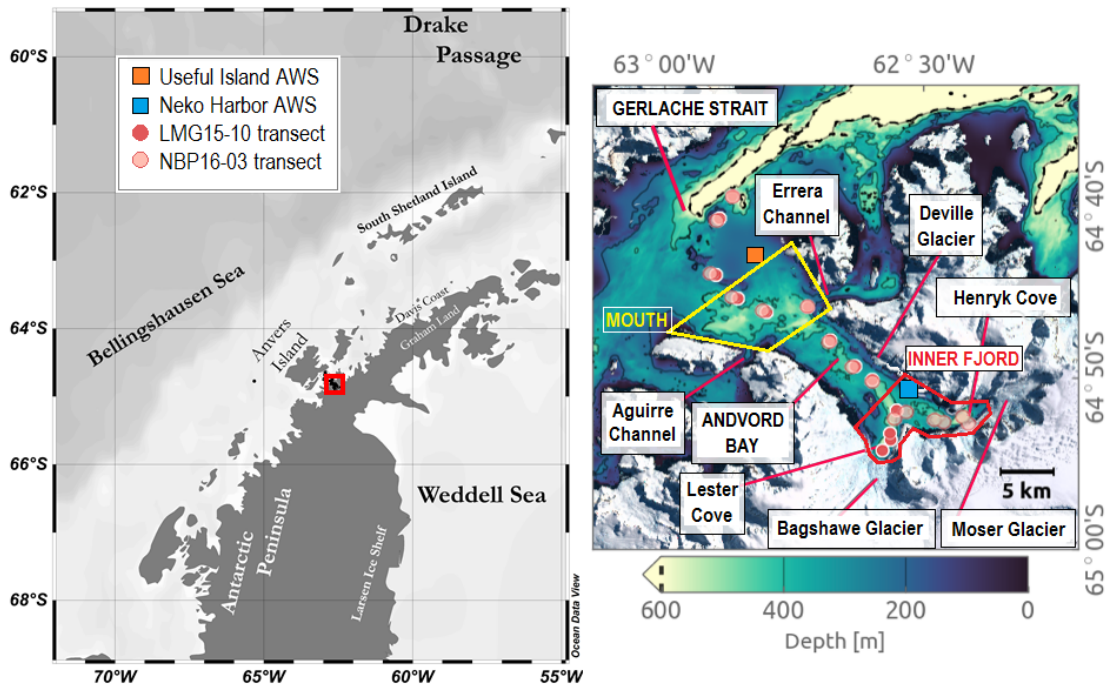 Drake
Passage
60°S
62°S
64°S
66°S
68°S
70°W
65°W
60°W
55°W
Useful Island AWS
Neko Harbor AWS
LMG15-10 transect
NBP16-03 transect
South Shetland Island
Bellingshausen Sea
Davis Coast
Graham Land
Anvers
Island
Weddell Sea
Antarctic
Peninsula
Larsen Ice Shelf
Ocean Data View
63°00'W
62°30'W
64°40'S
64°50'S
65°00'S
GERLACHE STRAIT
Errera
Channel
Deville
Glacier
Henryk Cove
MOUTH
INNER FJORD
Aguirre
Channel
ANDVORD
BAY
Lester
Cove
Bagshawe Glacier
Moser Glacier
5 km
600
400
200
0
Depth [m]